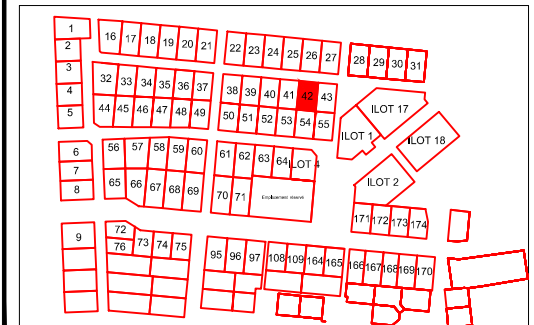 1
2
3
4
5
16 17 18 19 20 21
22 23 24 25 26 27
28 29 30 31
32 33 34 35 36 37
44 45 46 47 48 49
38 39 40 41 42 43
50 51 52 53 54 55
ILOT 17
ILOT 1
ILOT 18
ILOT 2
6
7
8
56 57 58 59 60
65 66 67 68 69
61 62 63 64 ILOT 4
70 71 Emplacement réservé
171 172 173 174
9
72
76 73 74 75
95 96 97
108 109 164 165
166 167 168 169 170